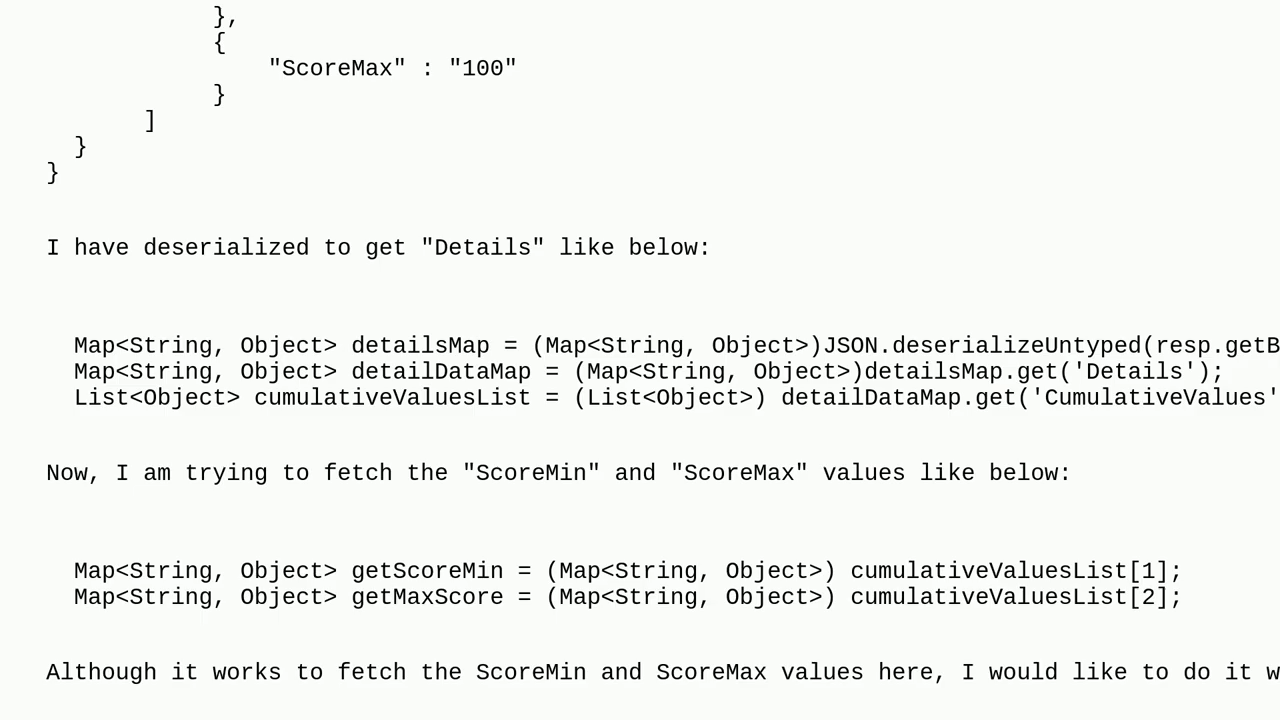 },
{
"ScoreMax" : "100"
}
]
}
}
I have deserialized to get "Details" like below:
Map<String, Object> detailsMap = (Map<String, Object>)JSON.deserializeUntyped(resp.getB
Map<String, Object> detailDataMap = (Map<String, Object>)detailsMap.get('Details');
List<Object> cumulativeValuesList = (List<Object>) detailDataMap.get('CumulativeValues'
Now, I am trying to fetch the "ScoreMin" and "ScoreMax" values like below:
Map<String, Object> getScoreMin = (Map<String, Object>) cumulativeValuesList[1];
Map<String, Object> getMaxScore = (Map<String, Object>) cumulativeValuesList[2];
Although it works to fetch the ScoreMin and ScoreMax values here, I would like to do it w